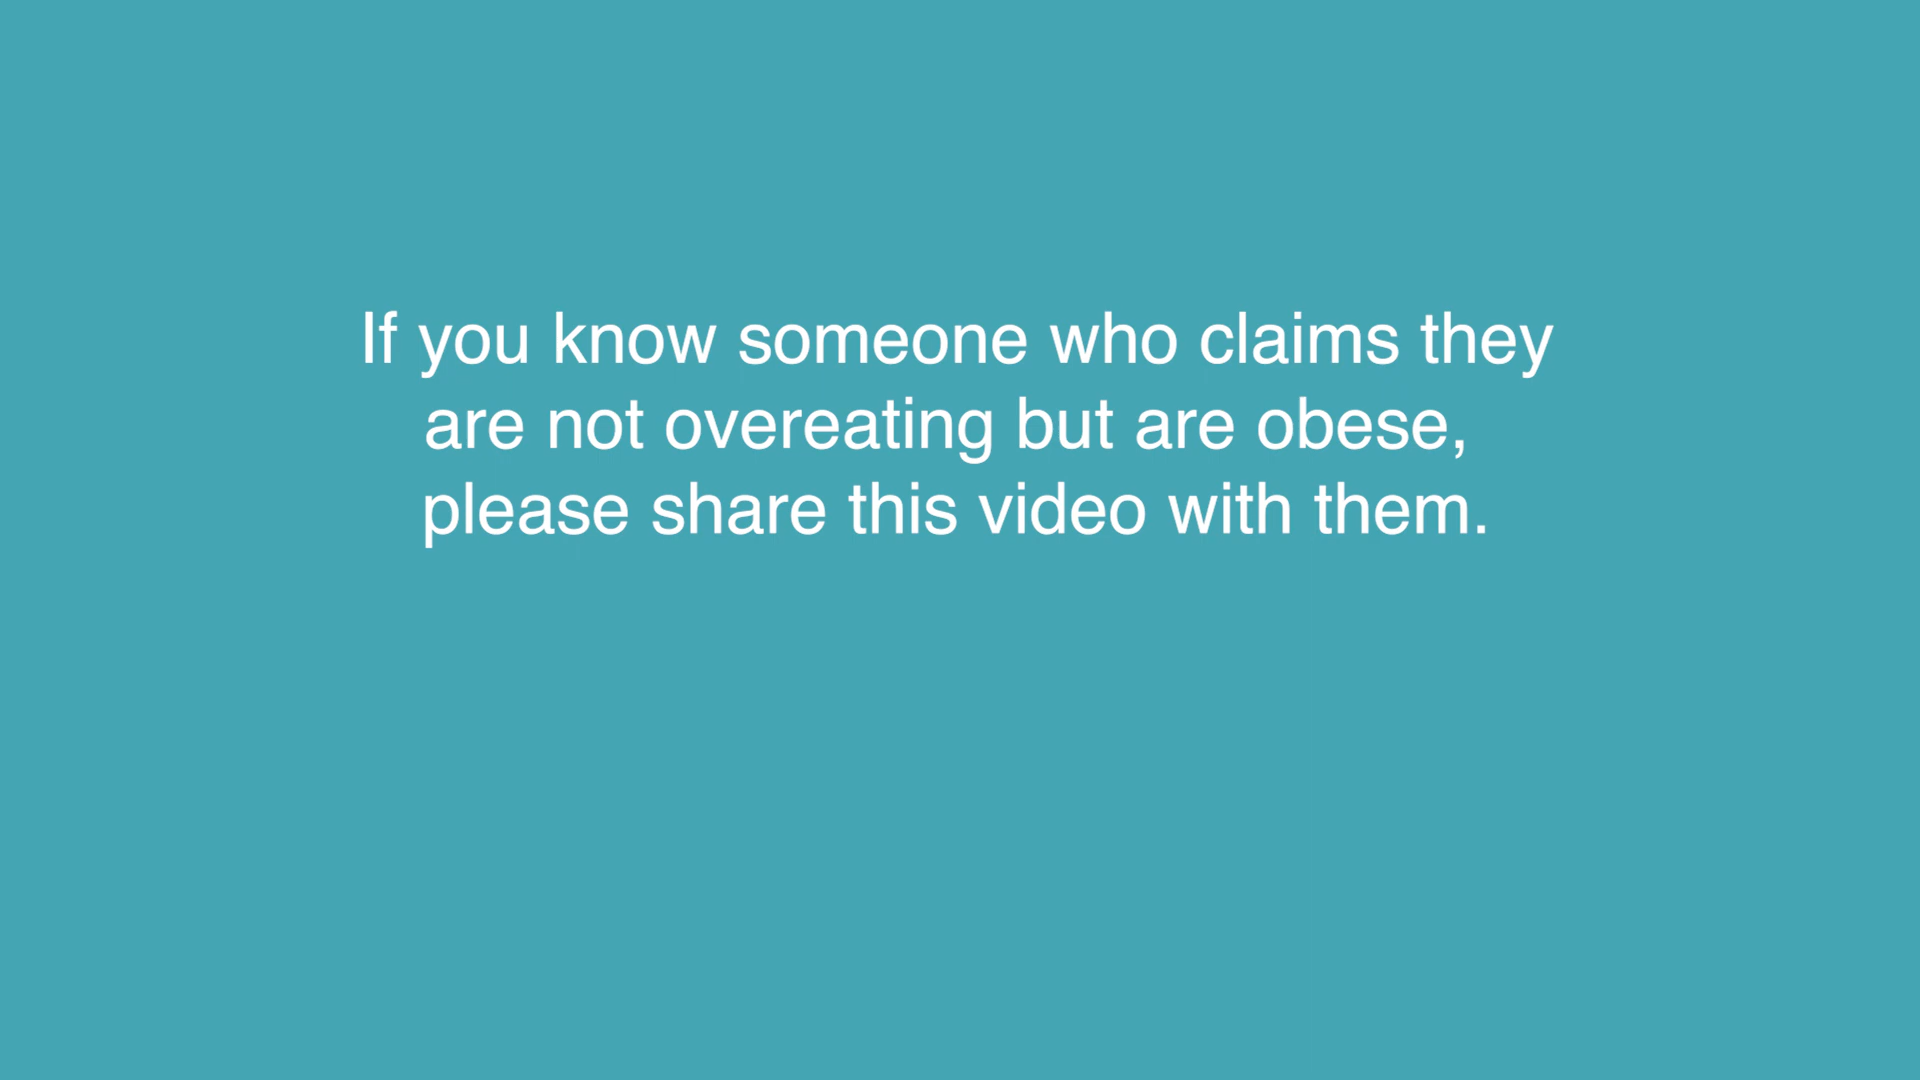 If you know someone who claims they
are not overeating but are obese,
please share this video with them.